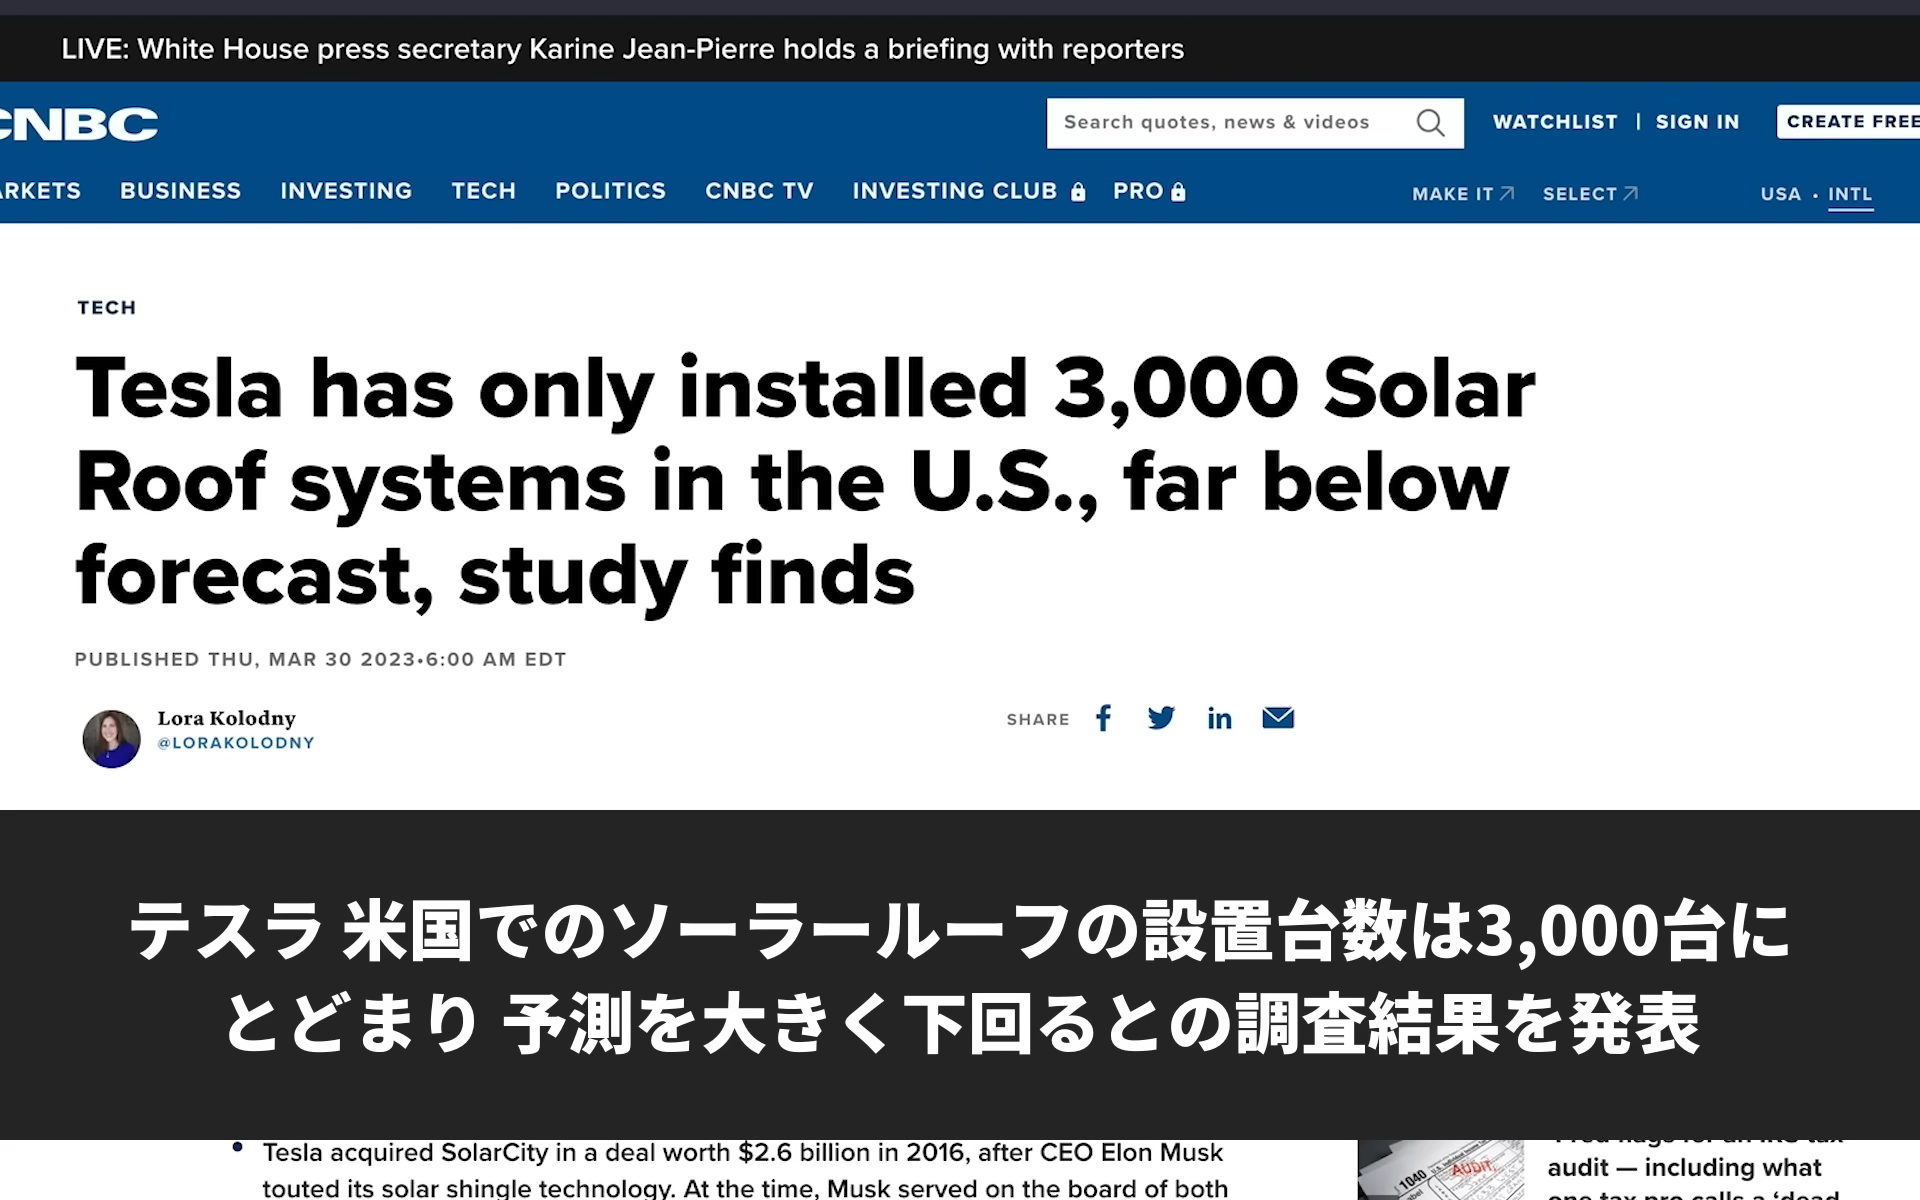 LIVE: White House press secretary Karine Jean-Pierre holds a briefing with reporters
CNBC
Search quotes, news & videos
WATCHLIST | SIGN IN
CREATE FREE
ARKETS BUSINESS INVESTING TECH POLITICS CNBC TV INVESTING CLUB PRO
MAKE IT SELECT USA • INTL
TECH
Tesla has only installed 3,000 Solar
Roof systems in the U.S., far below
forecast, study finds
PUBLISHED THU, MAR 30 2023•6:00 AM EDT
Lora Kolodny
@LORAKOLODNY
SHARE
テスラ 米国でのソーラールーフの設置台数は3,000台に
とどまり 予測を大きく下回るとの調査結果を発表
• Tesla acquired SolarCity in a deal worth $2.6 billion in 2016, after CEO Elon Musk
touted its solar shingle technology. At the time, Musk served on the board of both
1040
AUDIT
audit — including what